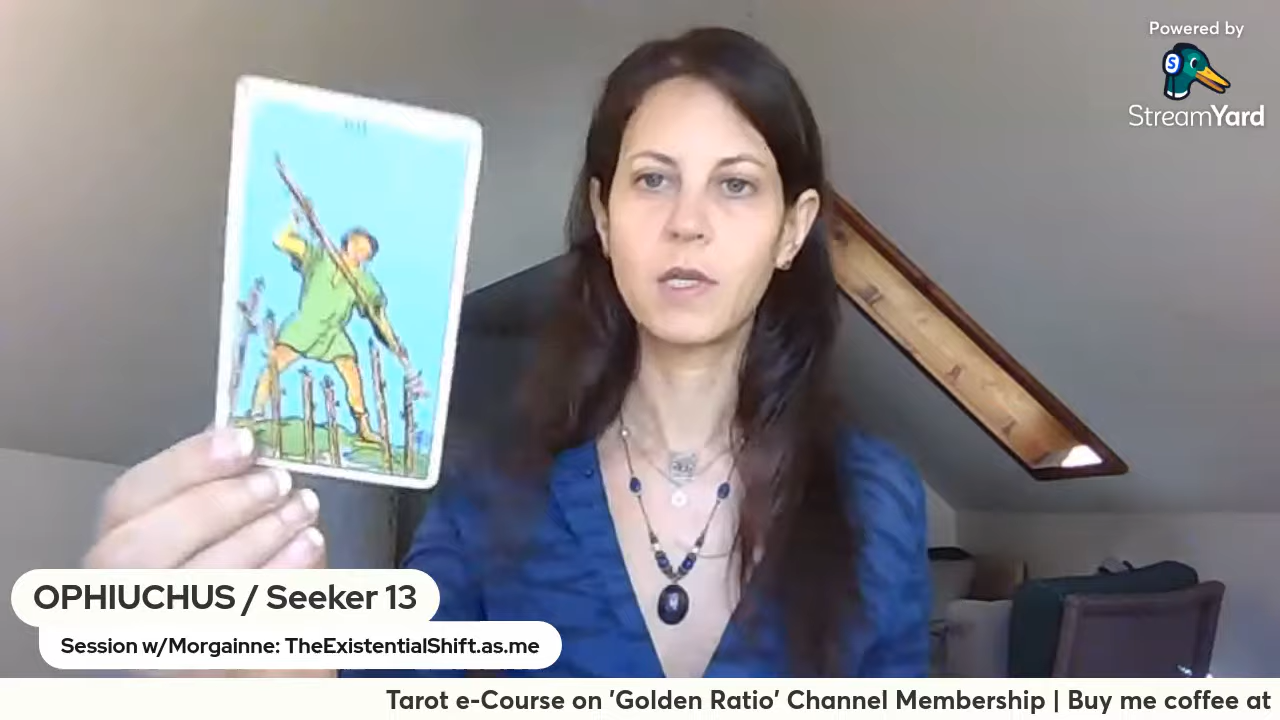 Powered by
S
StreamYard
VII
OPHIUCHUS / Seeker 13
Session w/Morgainne: TheExistentialShift.as.me
Tarot e-Course on 'Golden Ratio' Channel Membership | Buy me coffee at